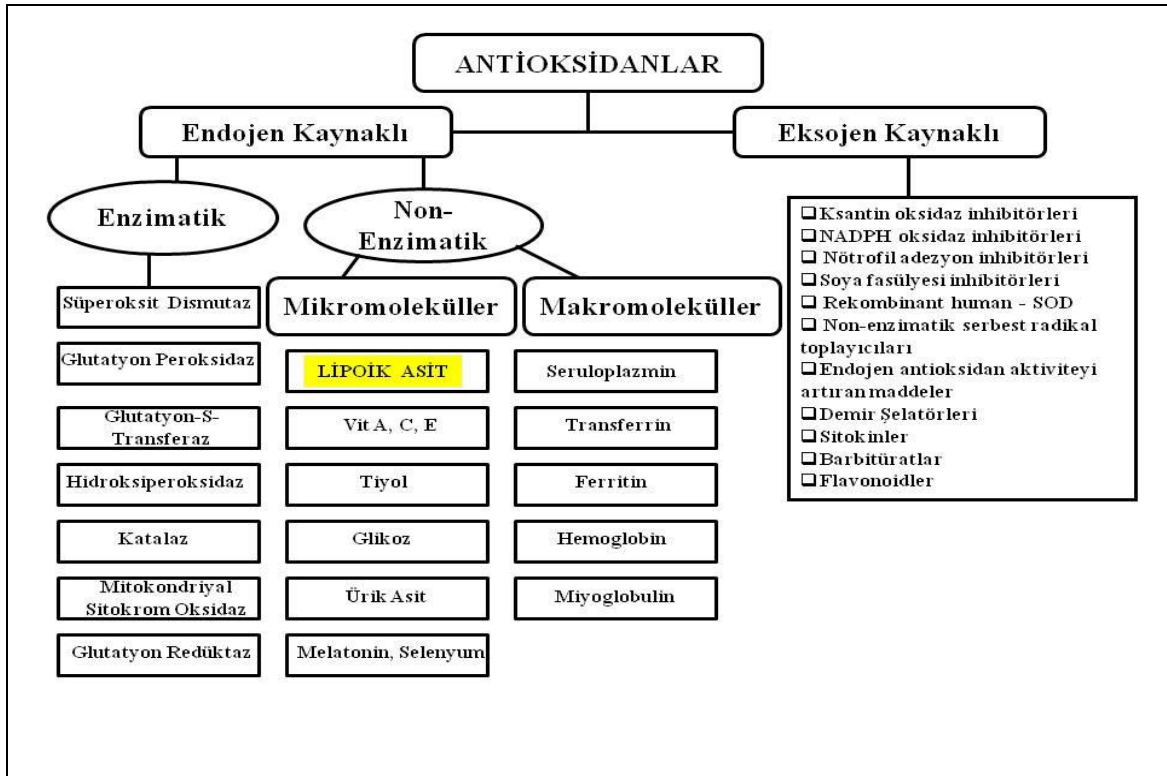 ANTİOKSİDANLAR
Endojen Kaynaklı
Eksojen Kaynaklı
Enzimatik
Non-
Enzimatik
Mikromoleküller
Makromoleküller
Süperoksit Dismutaz
Glutatyon Peroksidaz
Glutatyon-S-
Transferaz
Hidroksiperoksidaz
Katalaz
Mitokondriyal
Sitokrom Oksidaz
Glutatyon Redüktaz
LİPOİK ASİT
Vit A, C, E
Tiyol
Glikoz
Ürik Asit
Melatonin, Selenyum
Seruloplazmin
Transferrin
Ferritin
Hemoglobin
Miyoglobulin
❑Ksantin oksidaz inhibitörleri
❑NADPH oksidaz inhibitörleri
❑ Nötrofil adezyon inhibitörleri
❑Soya fasülyesi inhibitörleri
❑ Rekombinant human - SOD
❑ Non-enzimatik serbest radikal
toplayıcıları
❑Endojen antioksidan aktiviteyi
artıran maddeler
❑Demir Şelatörleri
❑Sitokinler
❑Barbitüratlar
❑Flavonoidler